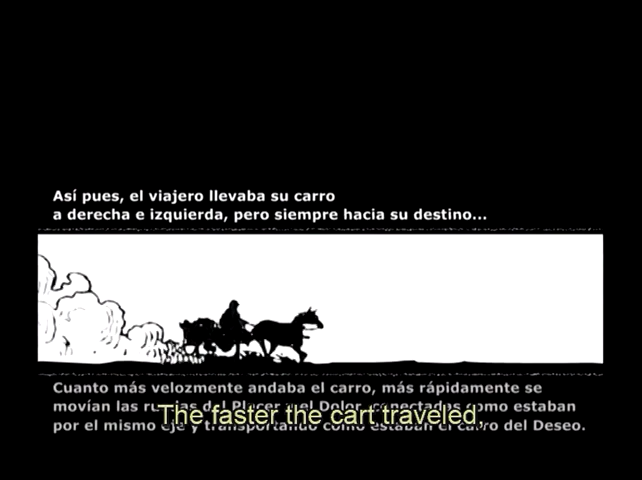 Así pues, el viajero llevaba su carro
a derecha e izquierda, pero siempre hacia su destino...
Cuanto más velozmente andaba el carro, más rápidamente se
movían las ruedas del Placer y el Dolor, conectadas como estaban
por el mismo eje y transportando como estaban el carro del Deseo.
The faster the cart traveled,